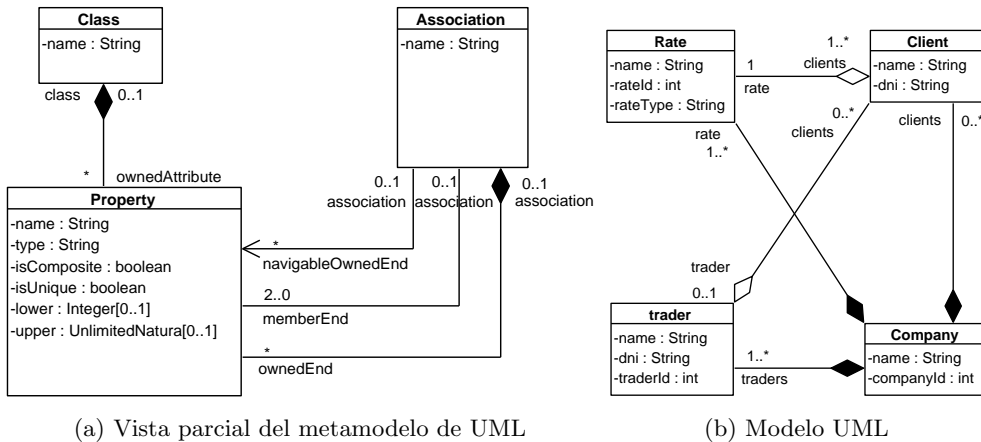 Class
-name : String
class
0..1
*
ownedAttribute
Association
-name : String
0..1
association
0..1
association
0..1
association
*
navigableOwnedEnd
2..0
memberEnd
*
ownedEnd
Property
-name : String
-type : String
-isComposite : boolean
-isUnique : boolean
-lower : Integer[0..1]
-upper : UnlimitedNatura[0..1]
(a) Vista parcial del metamodelo de UML
Rate
-name : String
-rateId : int
-rateType : String
1
rate
1..*
clients
Client
-name : String
-dni : String
rate
1..*
0..*
clients
clients
0..*
trader
0..1
trader
-name : String
-dni : String
-traderId : int
1..*
traders
Company
-name : String
-companyId : int
(b) Modelo UML